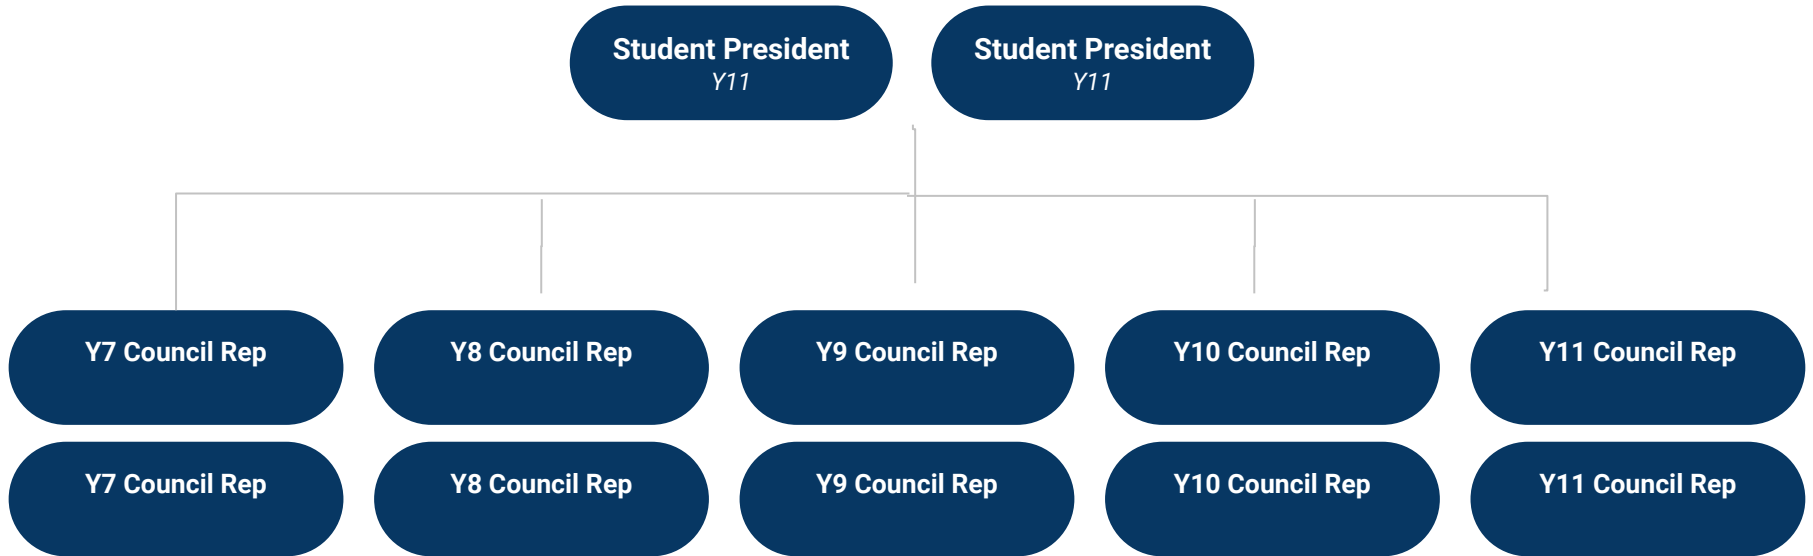 Student President
Y11
Student President
Y11
Y7 Council Rep
Y8 Council Rep
Y9 Council Rep
Y10 Council Rep
Y11 Council Rep
Y7 Council Rep
Y8 Council Rep
Y9 Council Rep
Y10 Council Rep
Y11 Council Rep